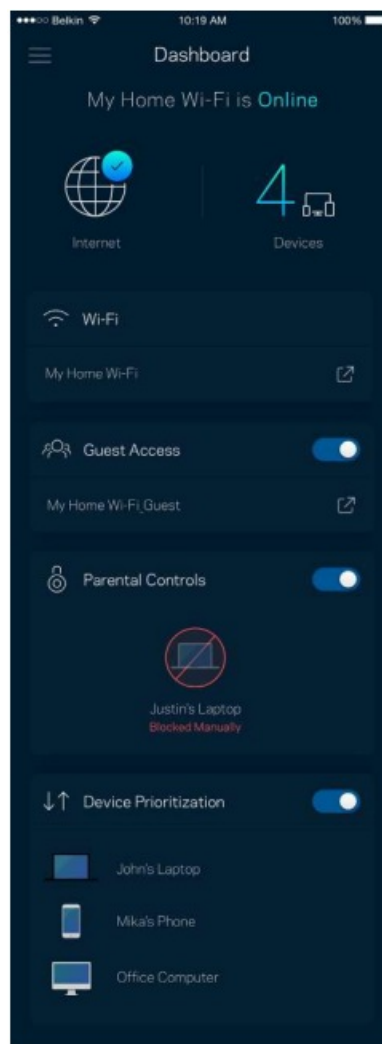 Belkin 10:19 AM 100%
Dashboard
My Home Wi-Fi is Online
4
Internet Devices
Wi-Fi
My Home Wi-Fi
Guest Access
My Home Wi-Fi_Guest
Parental Controls
Justin's Laptop
Blocked Manually
Device Prioritization
John's Laptop
Mika's Phone
Office Computer